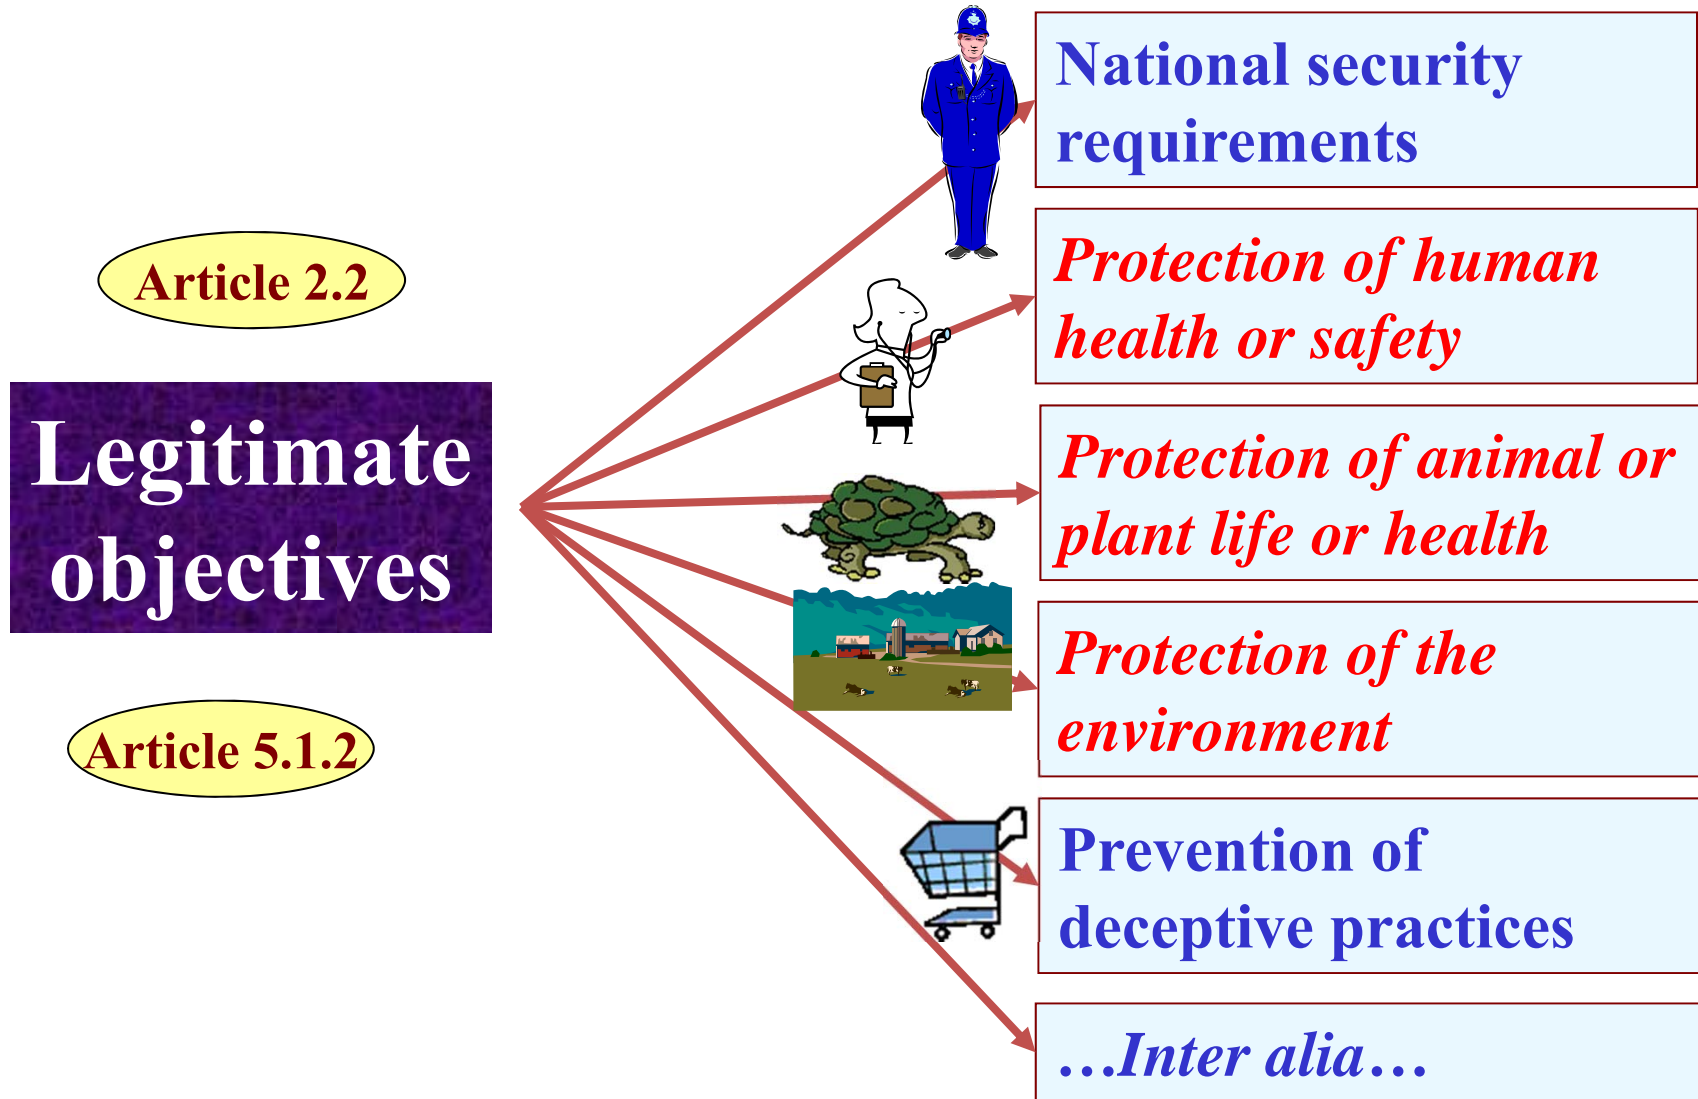 Article 2.2
Legitimate
objectives
Article 5.1.2
National security
requirements
Protection of human
health or safety
Protection of animal or
plant life or health
Protection of the
environment
Prevention of
deceptive practices
…Inter alia…